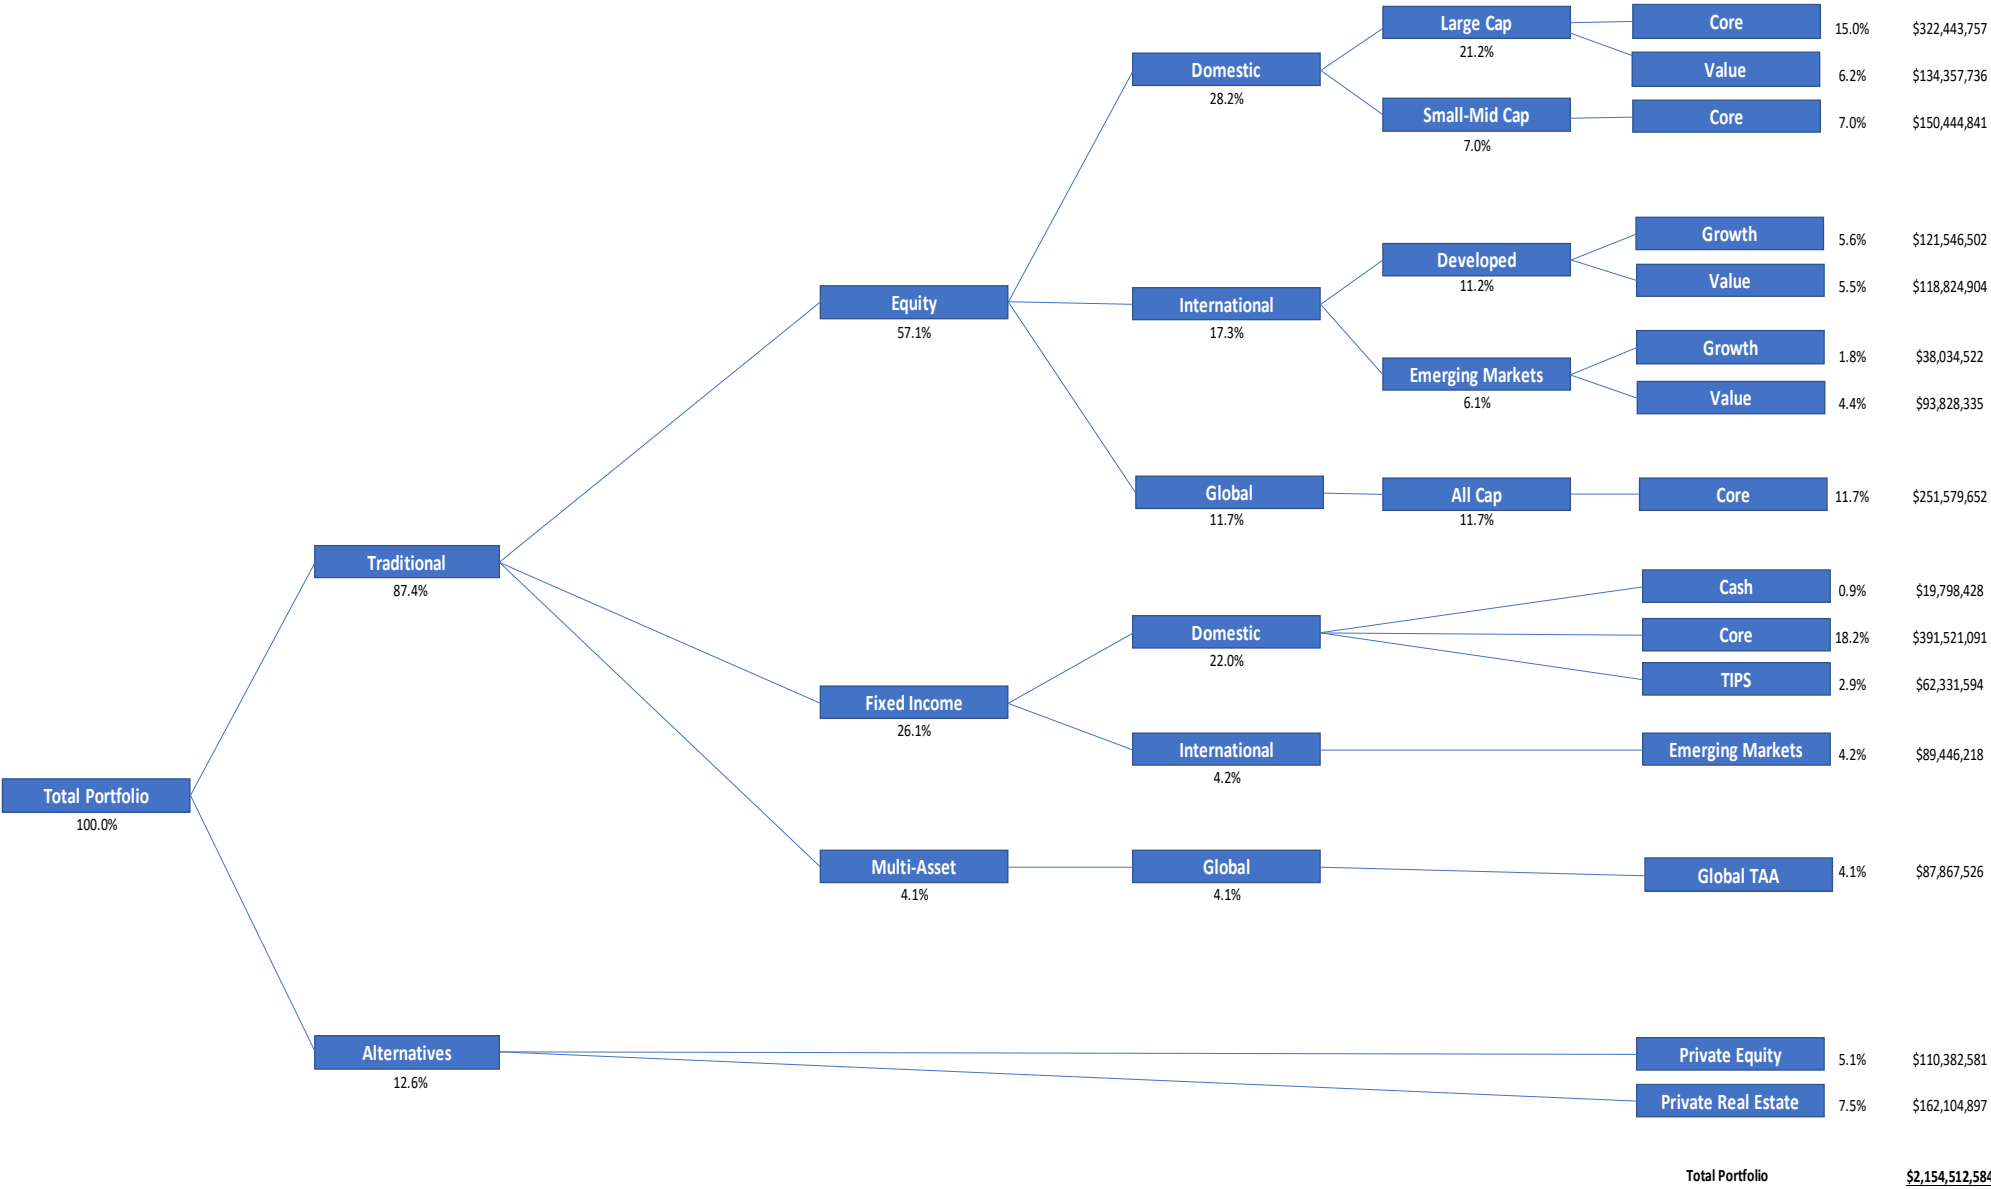 Large Cap
21.2%
Core
15.0%
$322,443,757
Domestic
28.2%
Value
6.2%
$134,357,736
Small-Mid Cap
7.0%
Core
7.0%
$150,444,841
Growth
5.6%
$121,546,502
Developed
11.2%
Value
5.5%
$118,824,904
Equity
57.1%
International
17.3%
Growth
1.8%
$38,034,522
Emerging Markets
6.1%
Value
4.4%
$93,828,335
Global
11.7%
All Cap
11.7%
Core
11.7%
$251,579,652
Traditional
87.4%
Cash
0.9%
$19,798,428
Domestic
22.0%
Core
18.2%
$391,521,091
TIPS
2.9%
$62,331,594
Fixed Income
26.1%
International
4.2%
Emerging Markets
4.2%
$89,446,218
Total Portfolio
100.0%
Multi-Asset
4.1%
Global
4.1%
Global TAA
4.1%
$87,867,526
Alternatives
12.6%
Private Equity
5.1%
$110,382,581
Private Real Estate
7.5%
$162,104,897
Total Portfolio
$2,154,512,584